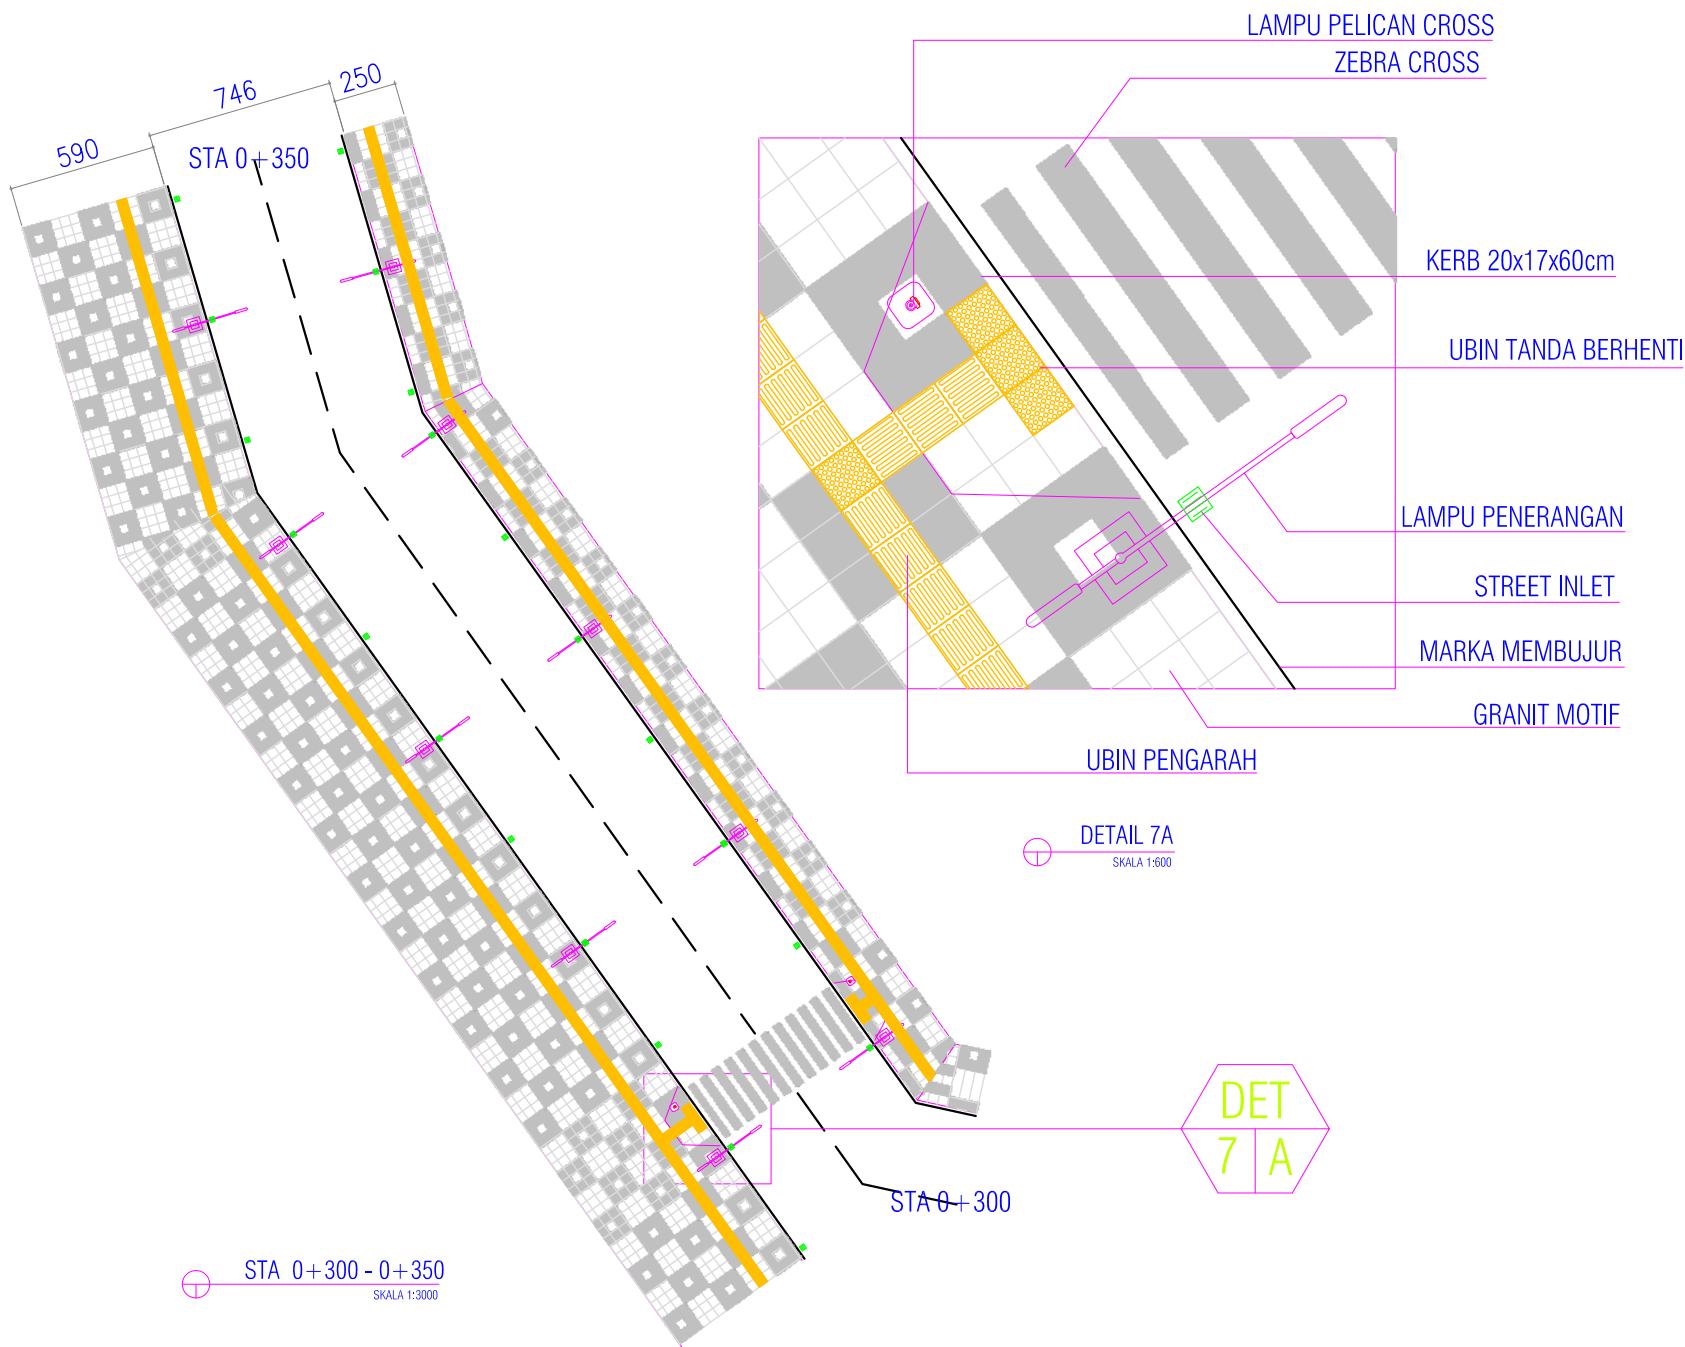 LAMPU PELICAN CROSS
ZEBRA CROSS
250
746
590
STA 0+350
KERB 20x17x60cm
UBIN TANDA BERHENTI
LAMPU PENERANGAN
STREET INLET
MARKA MEMBUJUR
GRANIT MOTIF
UBIN PENGARAH
DETAIL 7A
SKALA 1:600
DET
7 A
STA 0+300
STA 0+300 - 0+350
SKALA 1:3000